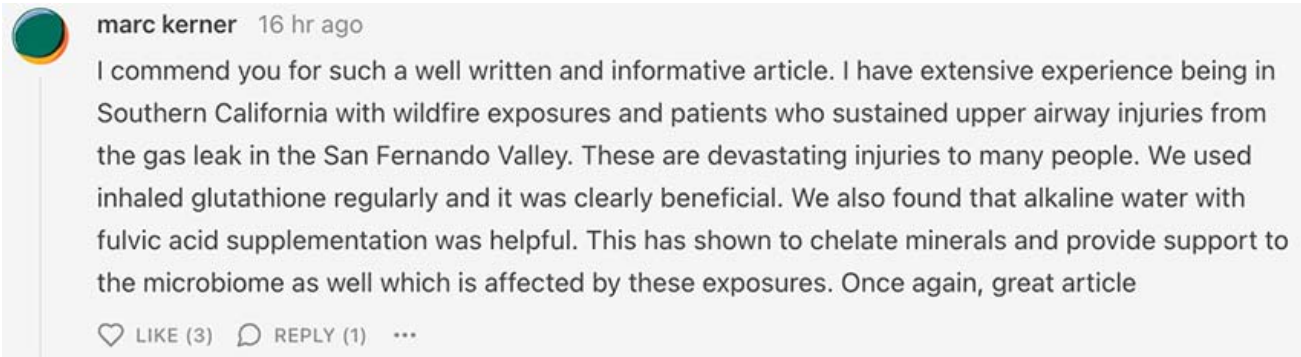 marc kerner 16 hr ago
I commend you for such a well written and informative article. I have extensive experience being in
Southern California with wildfire exposures and patients who sustained upper airway injuries from
the gas leak in the San Fernando Valley. These are devastating injuries to many people. We used
inhaled glutathione regularly and it was clearly beneficial. We also found that alkaline water with
fulvic acid supplementation was helpful. This has shown to chelate minerals and provide support to
the microbiome as well which is affected by these exposures. Once again, great article
LIKE (3) REPLY (1) ...